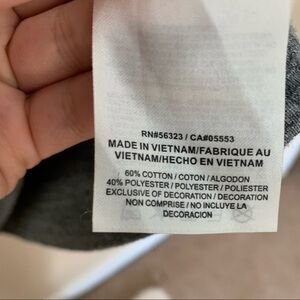 RN#56323 / CA#05553
MADE IN VIETNAM/FABRIQUE AU
VIETNAM/HECHO EN VIETNAM
60% COTTON / COTON / ALGODON
40% POLYESTER / POLYESTER / POLIESTER
EXCLUSIVE OF DECORATION / DECORATION
NON COMPRISE / NO INCLUYE LA
DECORACION